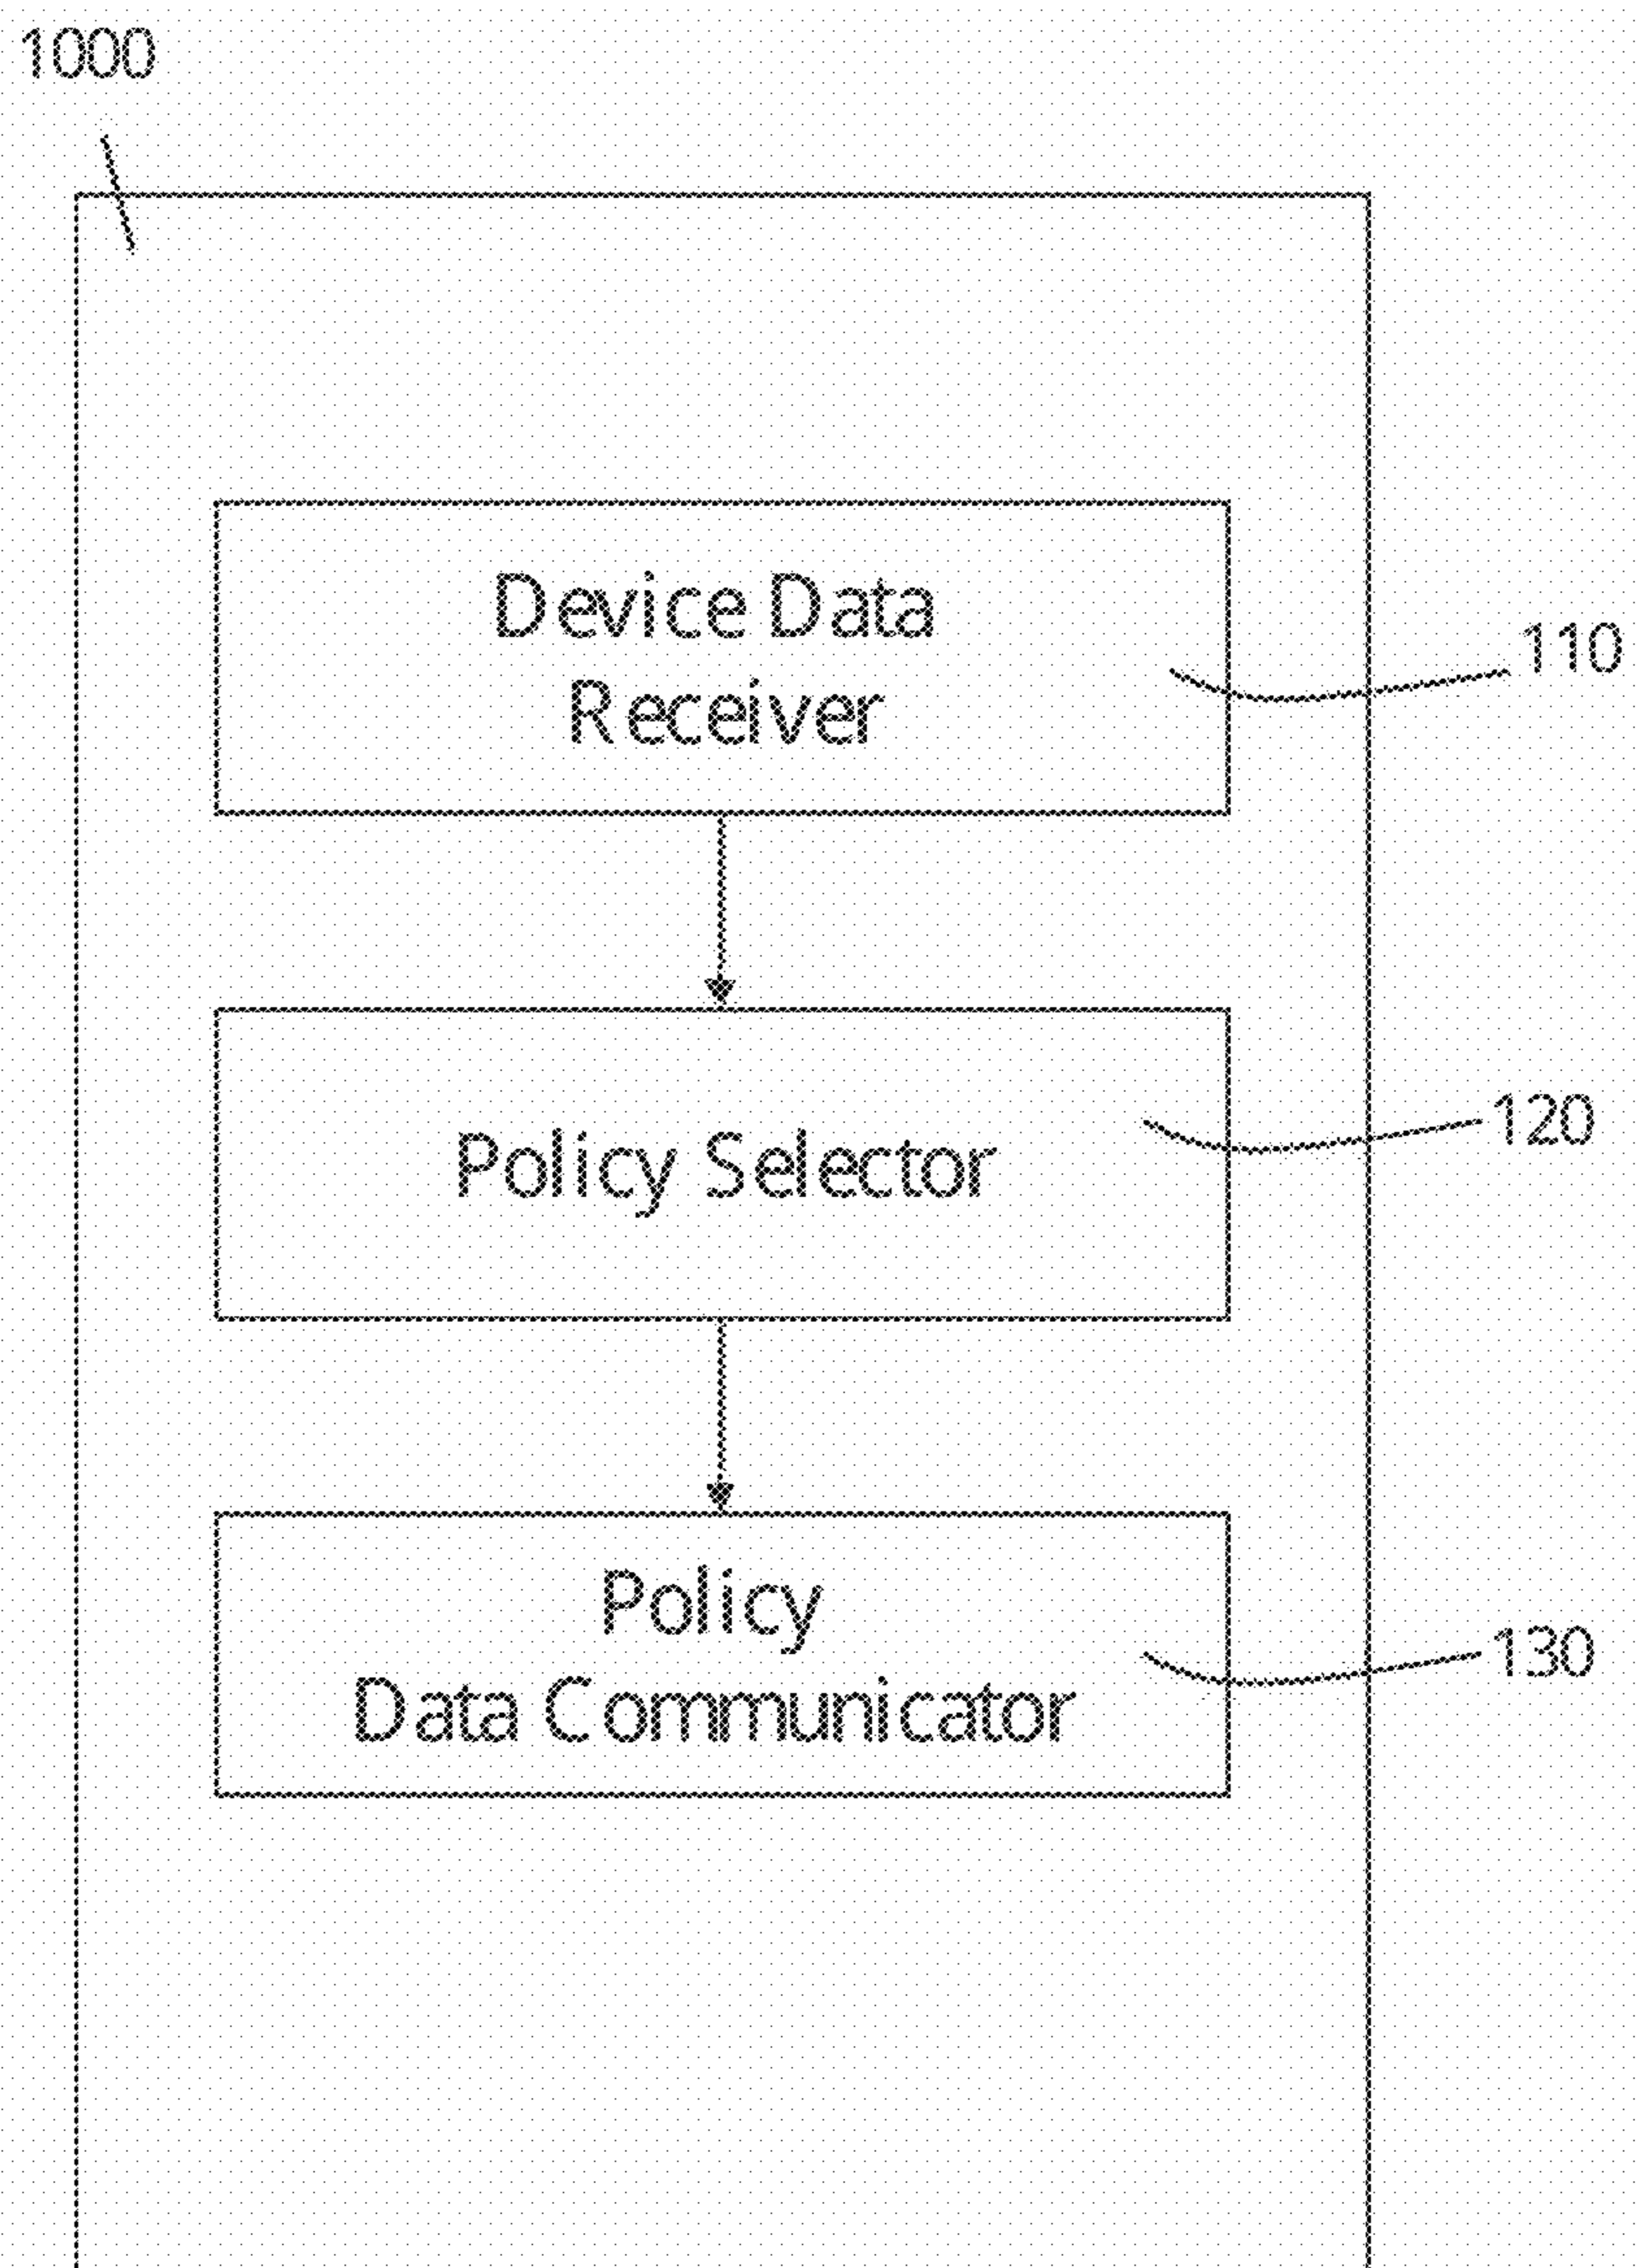 1000
Device Data
Receiver
110
Policy Selector
120
Policy
Data Communicator
130